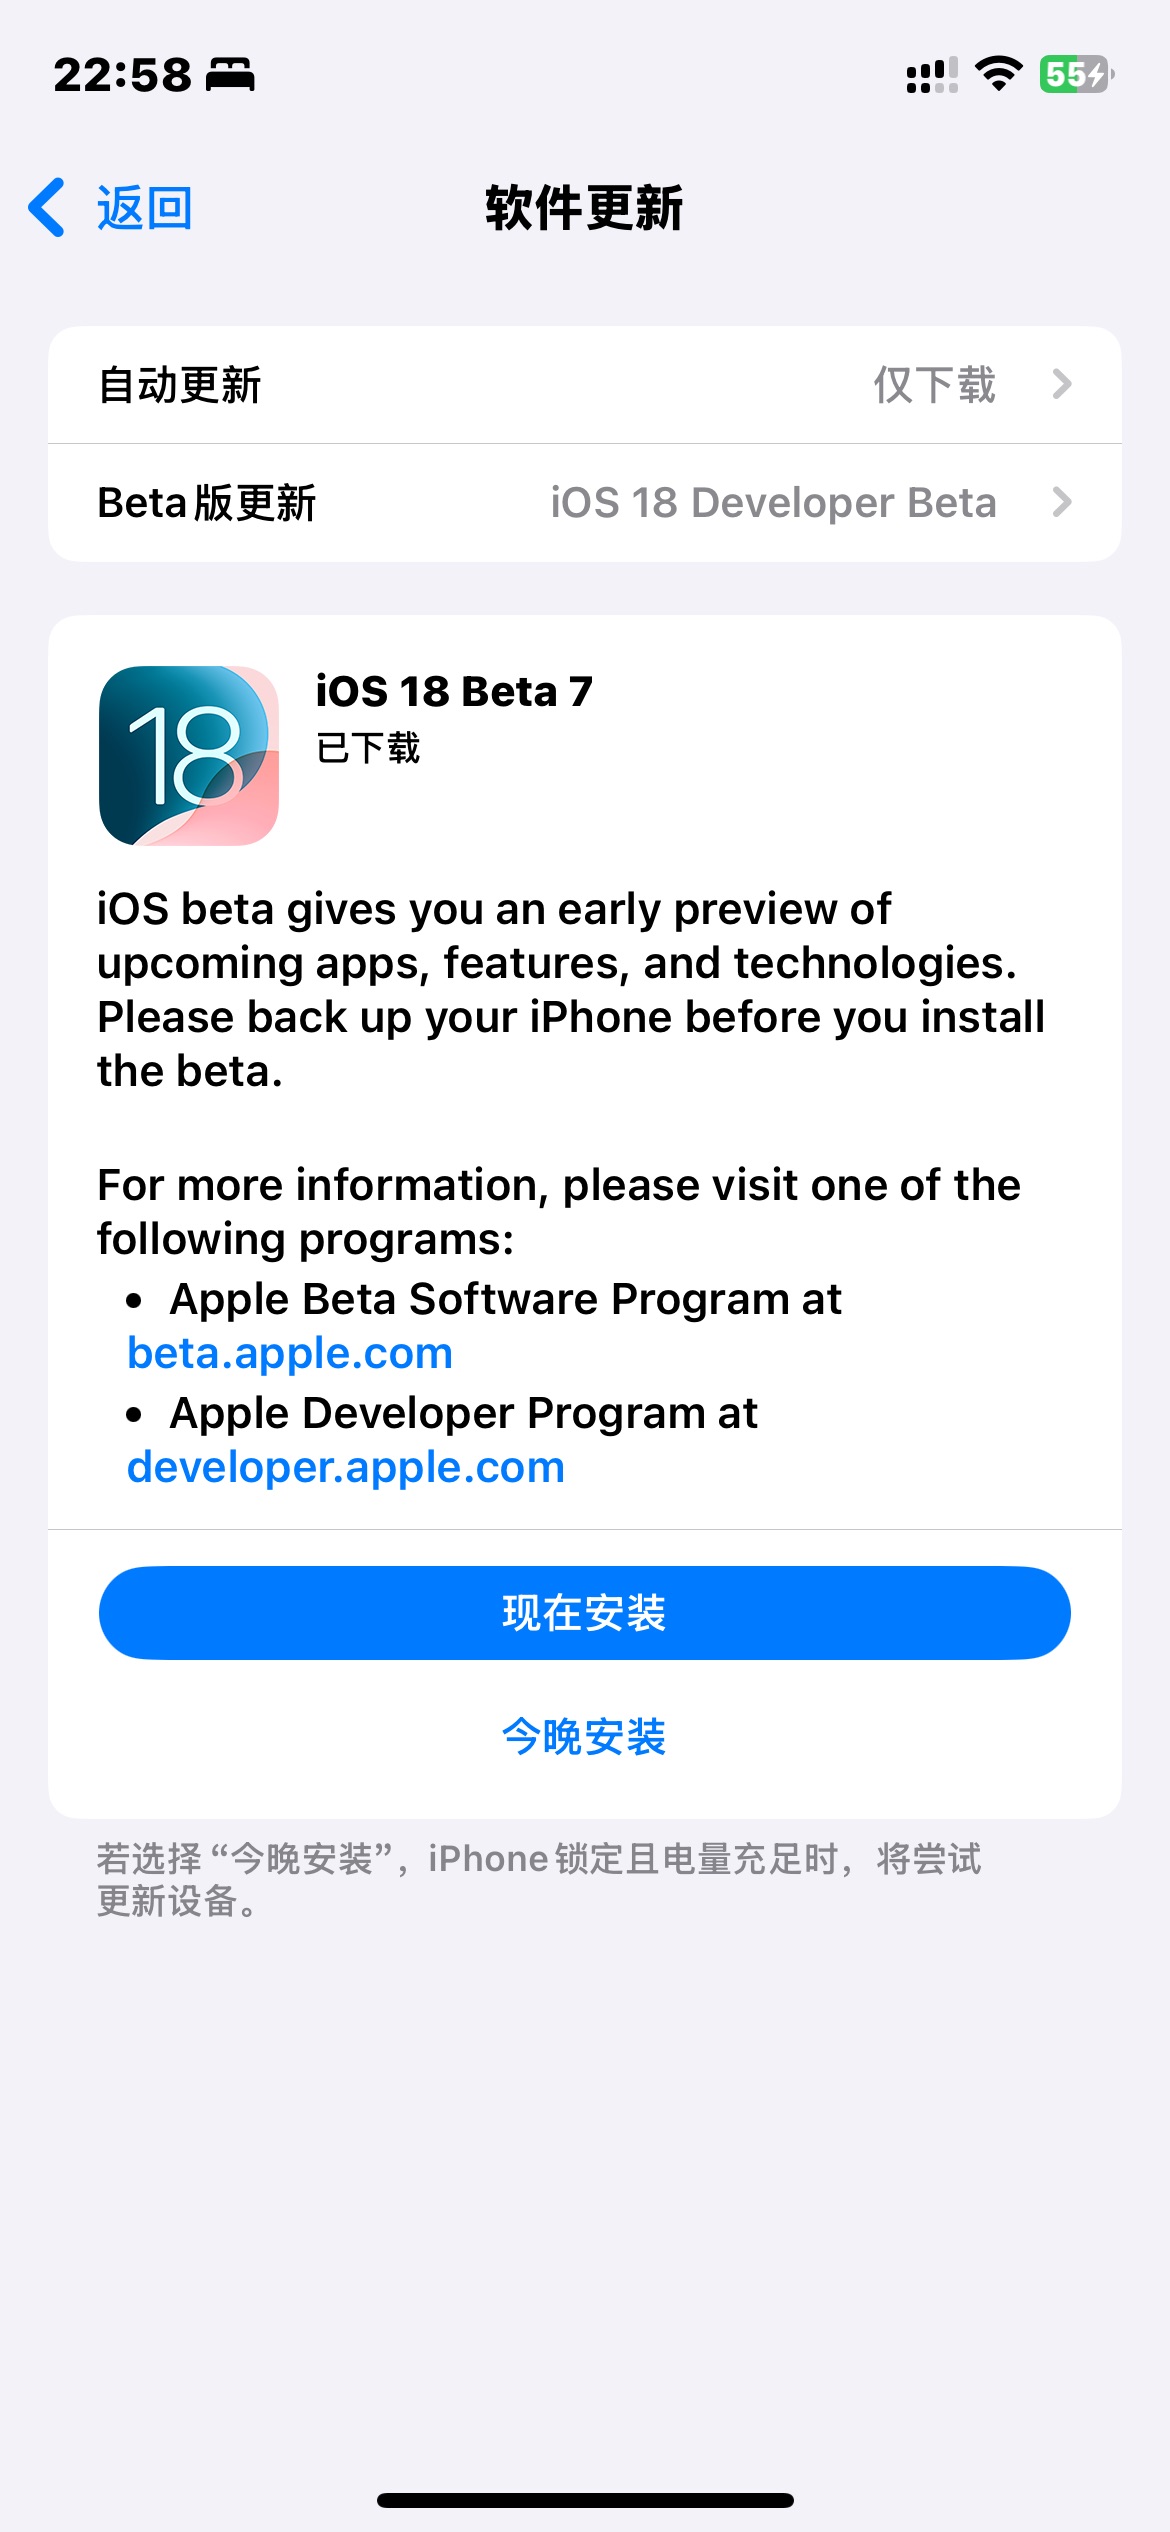 22:58
55
返回
软件更新
自动更新
仅下载
Beta版更新
iOS 18 Developer Beta
18
iOS 18 Beta 7
已下载
iOS beta gives you an early preview of
upcoming apps, features, and technologies.
Please back up your iPhone before you install
the beta.
For more information, please visit one of the
following programs:
• Apple Beta Software Program at
beta.apple.com
• Apple Developer Program at
developer.apple.com
现在安装
今晚安装
若选择“今晚安装”，iPhone锁定且电量充足时，将尝试
更新设备。